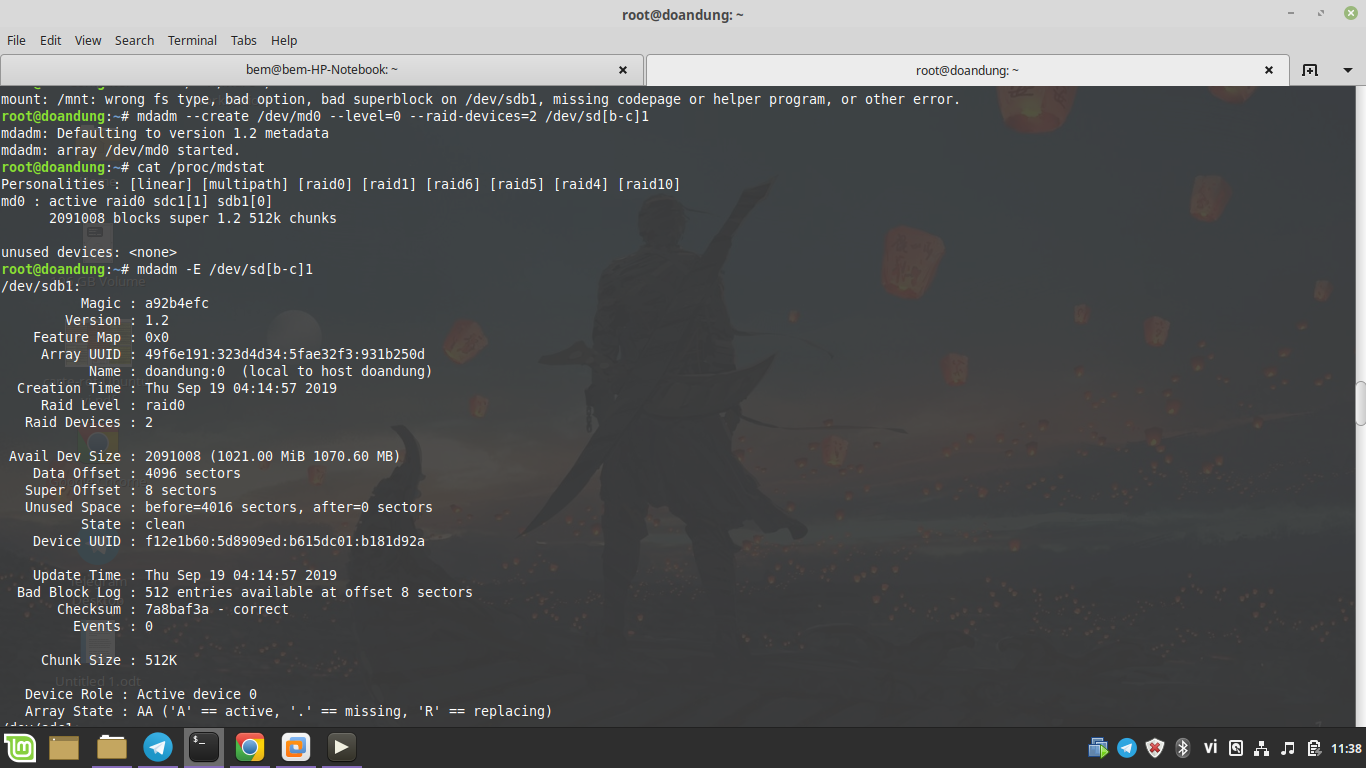 root@doandung: ~
File Edit View Search Terminal Tabs Help
bem@bem-HP-Notebook: ~
root@doandung: ~
mount: /mnt: wrong fs type, bad option, bad superblock on /dev/sdb1, missing codepage or helper program, or other error.
root@doandung:~# mdadm --create /dev/md0 --level=0 --raid-devices=2 /dev/sd[b-c]1
mdadm: Defaulting to version 1.2 metadata
mdadm: array /dev/md0 started.
root@doandung:~# cat /proc/mdstat
Personalities : [linear] [multipath] [raid0] [raid1] [raid6] [raid5] [raid4] [raid10]
md0 : active raid0 sdc1[1] sdb1[0]
2091008 blocks super 1.2 512k chunks
unused devices: <none>
root@doandung:~# mdadm -E /dev/sd[b-c]1
/dev/sdb1:
Magic : a92b4efc
Version : 1.2
Feature Map : 0x0
Array UUID : 49f6e191:323d4d34:5fae32f3:931b250d
Name : doandung:0 (local to host doandung)
Creation Time : Thu Sep 19 04:14:57 2019
Raid Level : raid0
Raid Devices : 2
Avail Dev Size : 2091008 (1021.00 MiB 1070.60 MB)
Data Offset : 4096 sectors
Super Offset : 8 sectors
Unused Space : before=4016 sectors, after=0 sectors
State : clean
Device UUID : f12e1b60:5d8909ed:b615dc01:b181d92a
Update Time : Thu Sep 19 04:14:57 2019
Bad Block Log : 512 entries available at offset 8 sectors
Checksum : 7a8baf3a - correct
Events : 0
Chunk Size : 512K
Untitled 1.odt
Device Role : Active device 0
Array State : AA ('A' == active, '.' == missing, 'R' == replacing)
vi 11:38